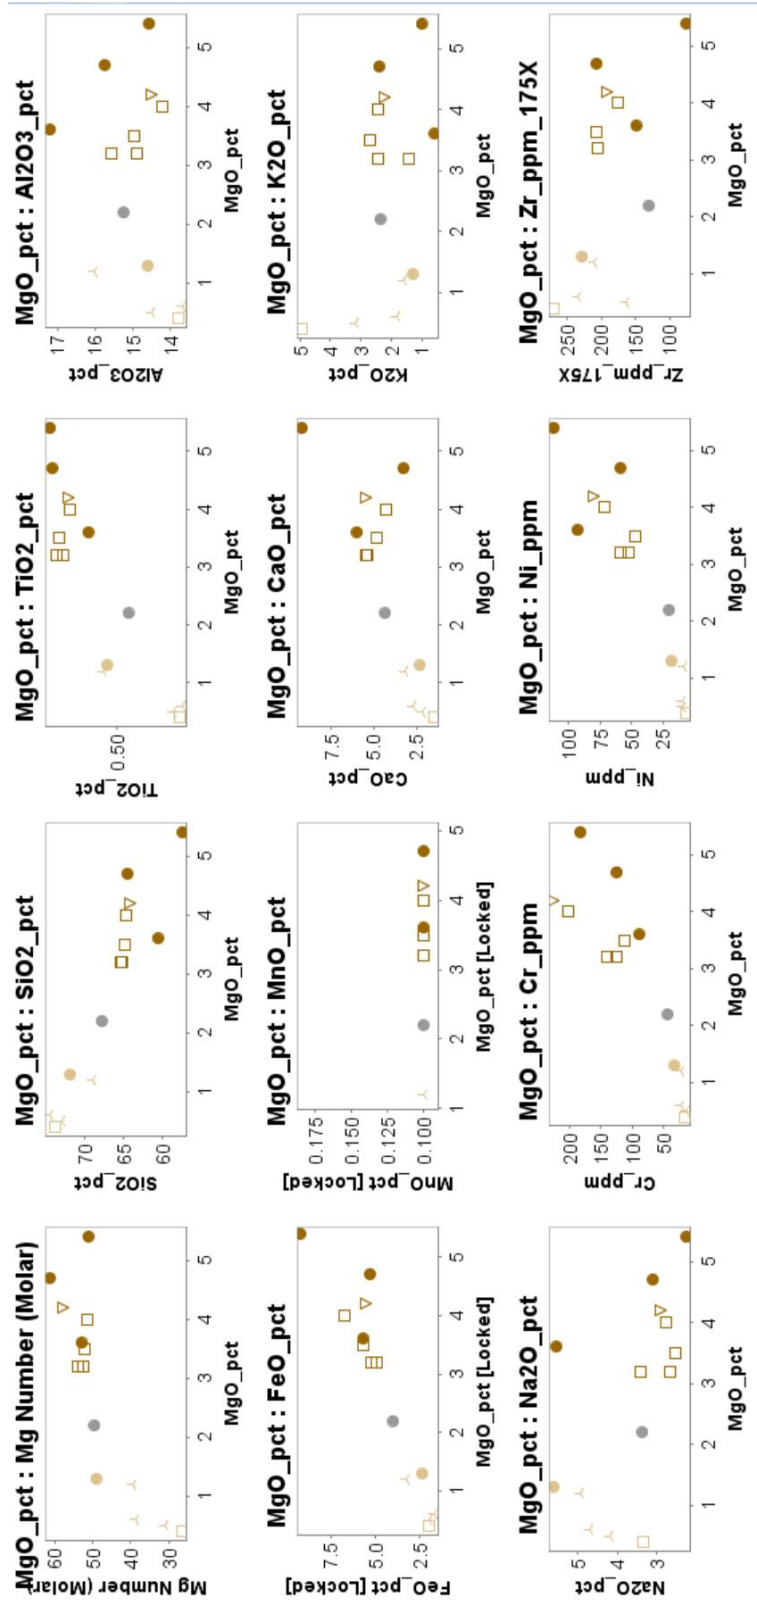 MgO_pct : Mg Number (Molar)
Mg Number (Molar)
60
50
40
30
1 2 3 4 5
MgO_pct
MgO_pct : SiO2_pct
SiO2_pct
70
65
60
1 2 3 4 5
MgO_pct
MgO_pct : TiO2_pct
TiO2_pct
0.50
1 2 3 4 5
MgO_pct
MgO_pct : Al2O3_pct
Al2O3_pct
17
16
15
14
1 2 3 4 5
MgO_pct
MgO_pct : FeO_pct
FeO_pct [Locked]
7.5
5.0
2.5
1 2 3 4 5
MgO_pct [Locked]
MgO_pct : MnO_pct
MnO_pct [Locked]
0.175
0.150
0.125
0.100
1 2 3 4 5
MgO_pct [Locked]
MgO_pct : CaO_pct
CaO_pct
7.5
5.0
2.5
1 2 3 4 5
MgO_pct
MgO_pct : K2O_pct
K2O_pct
5
4
3
2
1
1 2 3 4 5
MgO_pct
MgO_pct : Na2O_pct
Na2O_pct
5
4
3
1 2 3 4 5
MgO_pct
MgO_pct : Cr_ppm
Cr_ppm
200
150
100
50
1 2 3 4 5
MgO_pct
MgO_pct : Ni_ppm
Ni_ppm
100
75
50
25
1 2 3 4 5
MgO_pct
MgO_pct : Zr_ppm_175X
Zr_ppm_175X
250
200
150
100
1 2 3 4 5
MgO_pct